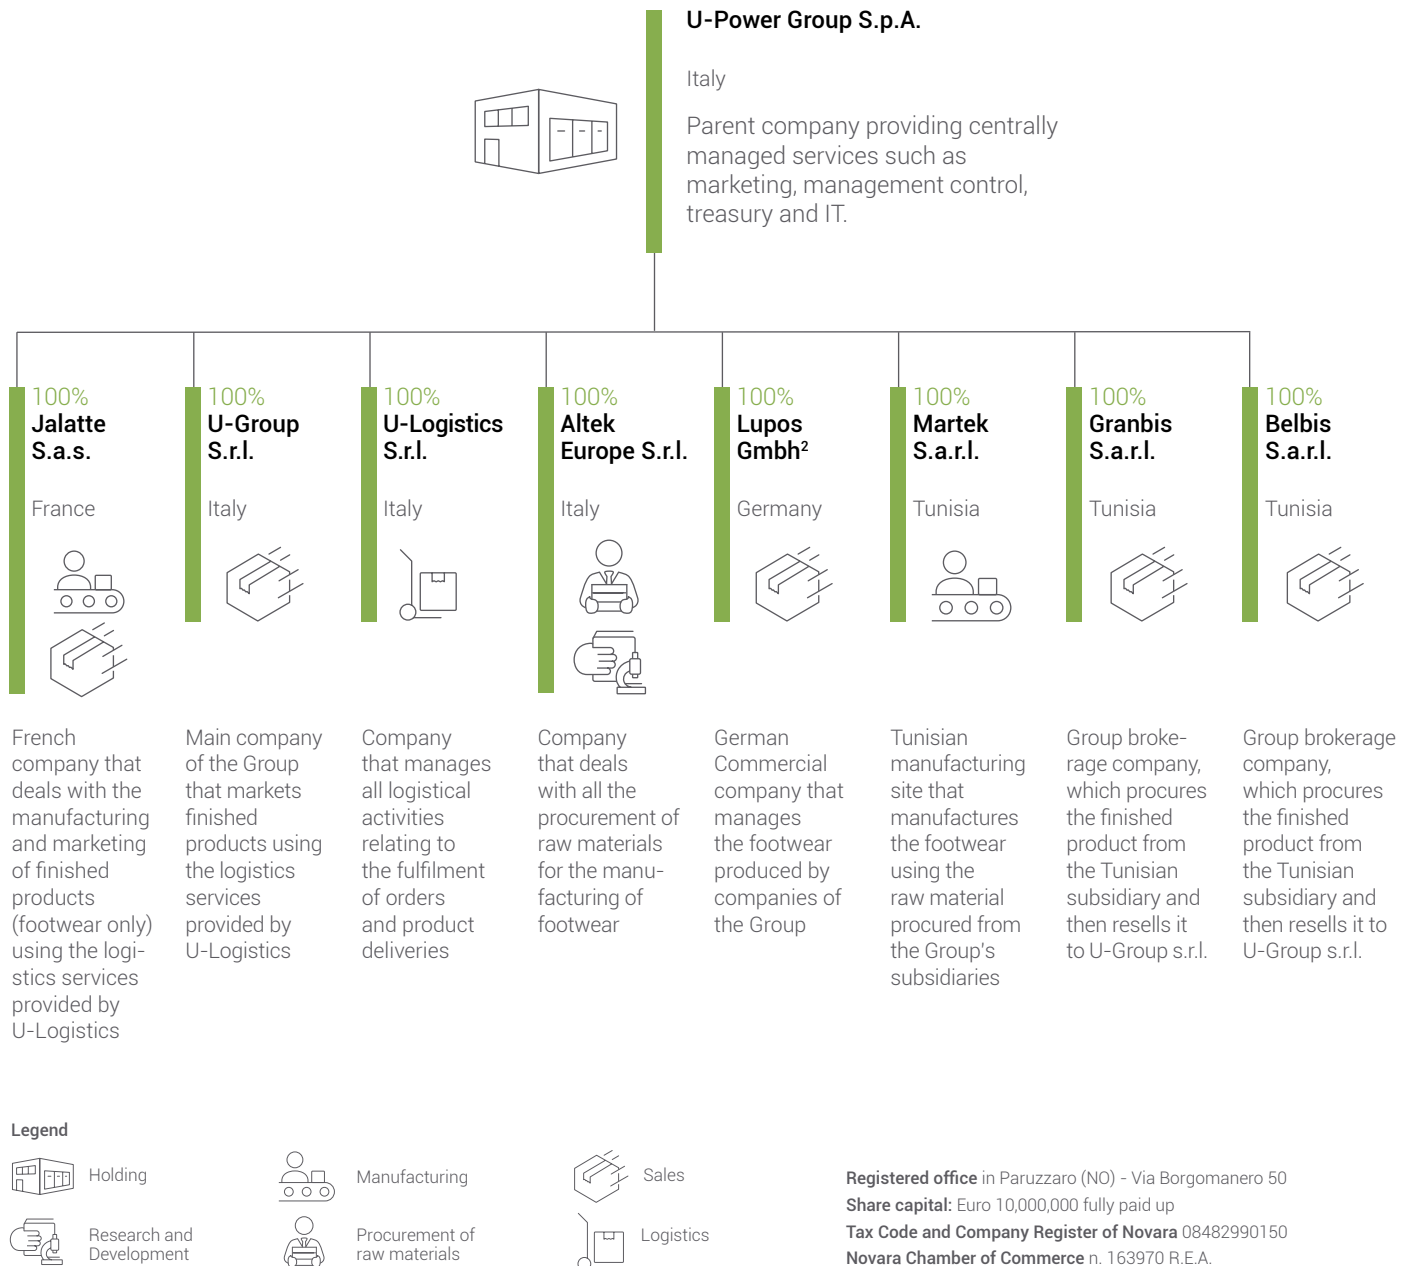 U-Power Group S.p.A.
Italy
Parent company providing centrally
managed services such as
marketing, management control,
treasury and IT.
100%
Jalatte
S.a.s.
France
French
company that
deals with the
manufacturing
and marketing
of finished
products
(footwear only)
using the logi-
stics services
provided by
U-Logistics
100%
U-Group
S.r.l.
Italy
Main company
of the Group
that markets
finished
products using
the logistics
services
provided by
U-Logistics
100%
U-Logistics
S.r.l.
Italy
Company
that manages
all logistical
activities
relating to
the fulfilment
of orders
and product
deliveries
100%
Altek
Europe S.r.l.
Italy
Company
that deals
with all the
procurement of
raw materials
for the manu-
facturing of
footwear
100%
Lupos
Gmbh²
Germany
German
Commercial
company that
manages
the footwear
produced by
companies of
the Group
100%
Martek
S.a.r.l.
Tunisia
Tunisian
manufacturing
site that
manufactures
the footwear
using the
raw material
procured from
the Group's
subsidiaries
100%
Granbis
S.a.r.l.
Tunisia
Group broke-
rage company,
which procures
the finished
product from
the Tunisian
subsidiary and
then resells it
to U-Group s.r.l.
100%
Belbis
S.a.r.l.
Tunisia
Group brokerage
company,
which procures
the finished
product from
the Tunisian
subsidiary and
then resells it to
U-Group s.r.l.
Legend
Holding
Manufacturing
Sales
Research and
Development
Procurement of
raw materials
Logistics
Registered office in Paruzzaro (NO) - Via Borgomanero 50
Share capital: Euro 10,000,000 fully paid up
Tax Code and Company Register of Novara 08482990150
Novara Chamber of Commerce n. 163970 R.E.A.